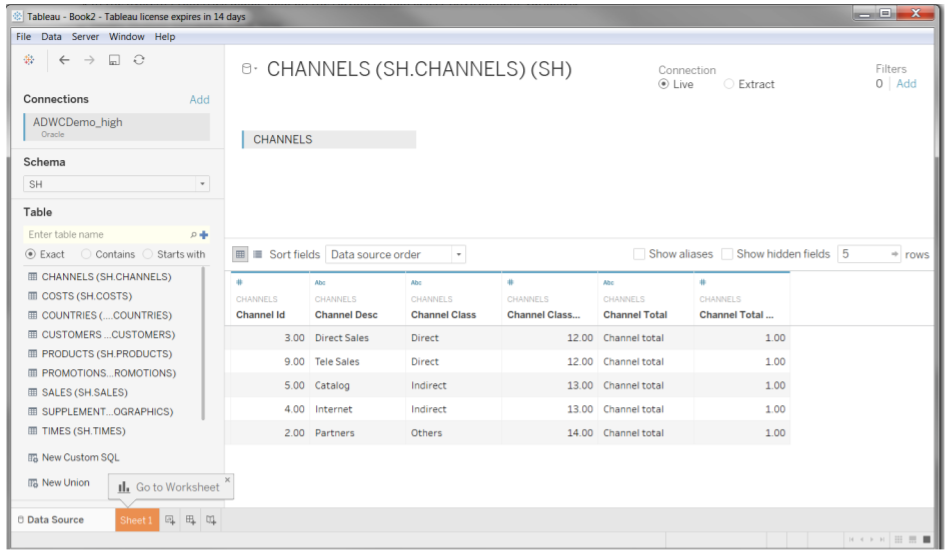 Tableau - Book2 - Tableau license expires in 14 days
File Data Server Window Help
Connections Add
ADWCDemo_high
Oracle
Schema
SH
Table
Enter table name
Exact Contains Starts with
CHANNELS (SH.CHANNELS)
COSTS (SH.COSTS)
COUNTRIES (....COUNTRIES)
CUSTOMERS ...CUSTOMERS)
PRODUCTS (SH.PRODUCTS)
PROMOTIONS...ROMOTIONS)
SALES (SH.SALES)
SUPPLEMENT...OGRAPHICS)
TIMES (SH.TIMES)
New Custom SQL
New Union
Go to Worksheet ×
CHANNELS (SH.CHANNELS) (SH)
Connection
Live Extract
Filters
0 Add
CHANNELS
Sort fields Data source order Show aliases Show hidden fields 5 rows
# Abc Abc # Abc #
CHANNELS CHANNELS CHANNELS CHANNELS CHANNELS CHANNELS
Channel Id Channel Desc Channel Class Channel Class... Channel Total Channel Total ...
3.00 Direct Sales Direct 12.00 Channel total 1.00
9.00 Tele Sales Direct 12.00 Channel total 1.00
5.00 Catalog Indirect 13.00 Channel total 1.00
4.00 Internet Indirect 13.00 Channel total 1.00
2.00 Partners Others 14.00 Channel total 1.00
Data Source Sheet 1